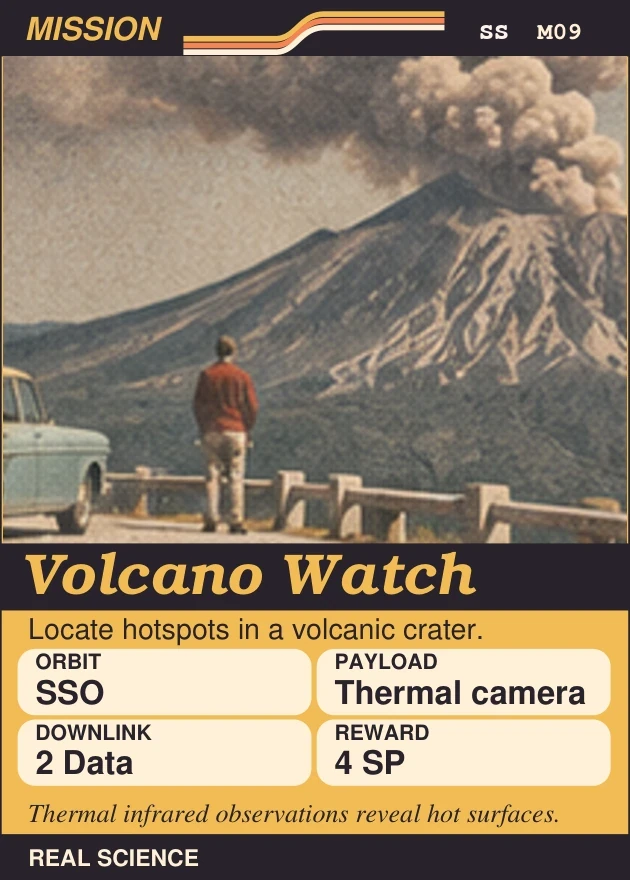 MISSION
SS M09
Volcano Watch
Locate hotspots in a volcanic crater.
ORBIT
SSO
PAYLOAD
Thermal camera
DOWNLINK
2 Data
REWARD
4 SP
Thermal infrared observations reveal hot surfaces.
REAL SCIENCE